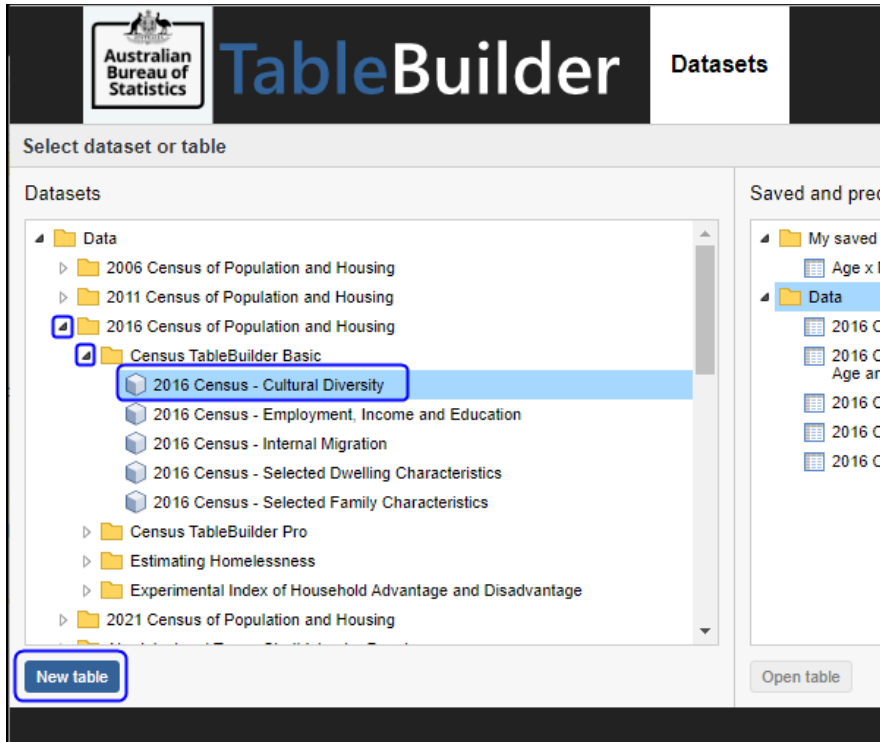 Australian
Bureau of
Statistics
TableBuilder
Datasets
Select dataset or table
Datasets
Data
2006 Census of Population and Housing
2011 Census of Population and Housing
2016 Census of Population and Housing
Census TableBuilder Basic
2016 Census - Cultural Diversity
2016 Census - Employment, Income and Education
2016 Census - Internal Migration
2016 Census - Selected Dwelling Characteristics
2016 Census - Selected Family Characteristics
Census TableBuilder Pro
Estimating Homelessness
Experimental Index of Household Advantage and Disadvantage
2021 Census of Population and Housing
New table
Saved and pred
My saved
Age x
Data
2016 C
2016 C
Age an
2016 C
2016 C
2016 C
Open table